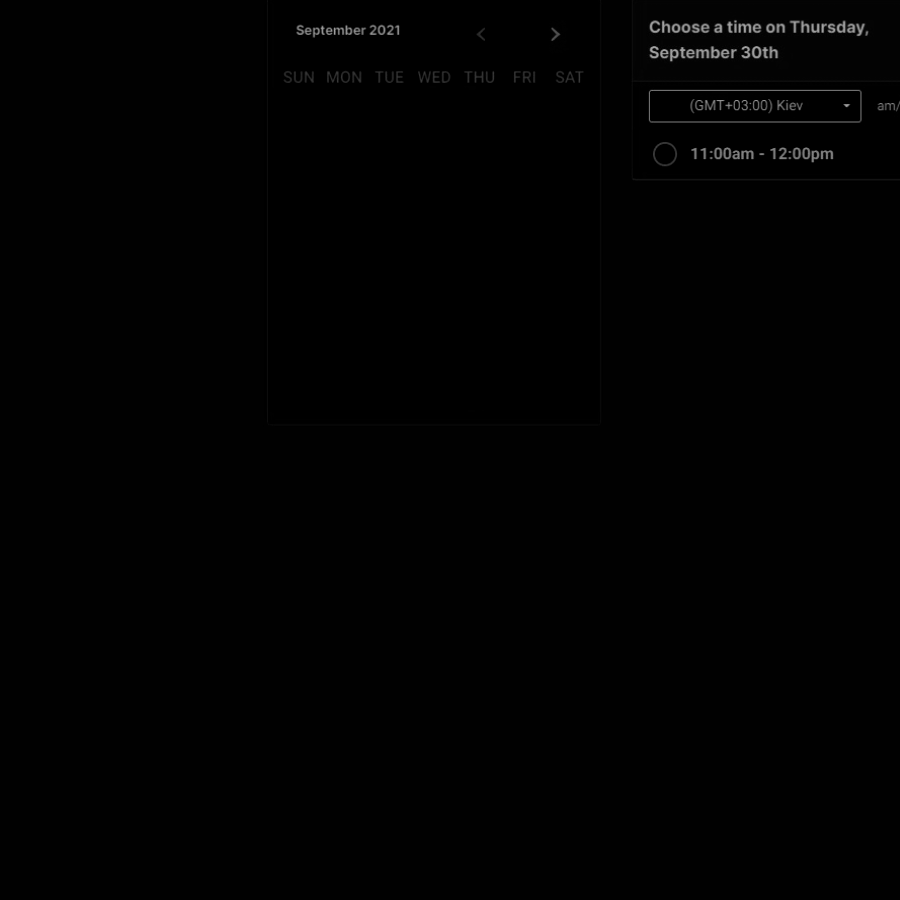 September 2021
SUN MON TUE WED THU FRI SAT
Choose a time on Thursday,
September 30th
(GMT+03:00) Kiev
am/
11:00am - 12:00pm